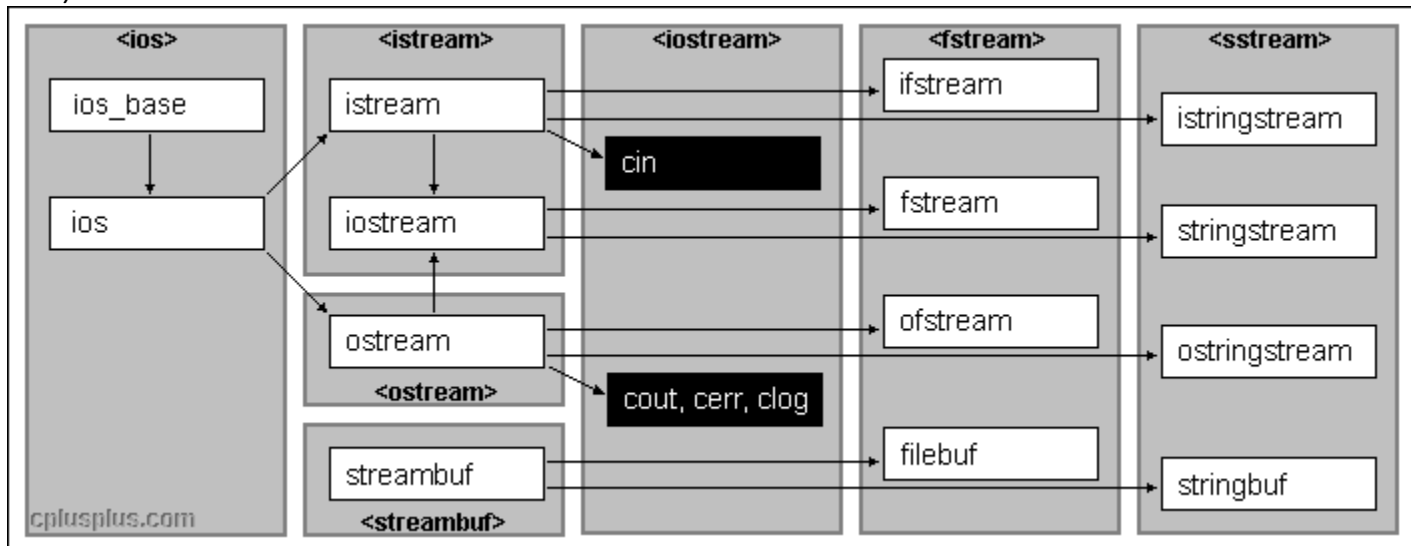 <ios>
ios_base
ios
<istream>
istream
iostream
ostream
<ostream>
streambuf
<streambuf>
<iostream>
cin
cout, cerr, clog
<fstream>
ifstream
fstream
ofstream
filebuf
<sstream>
istringstream
stringstream
ostringstream
stringbuf
cplusplus.com